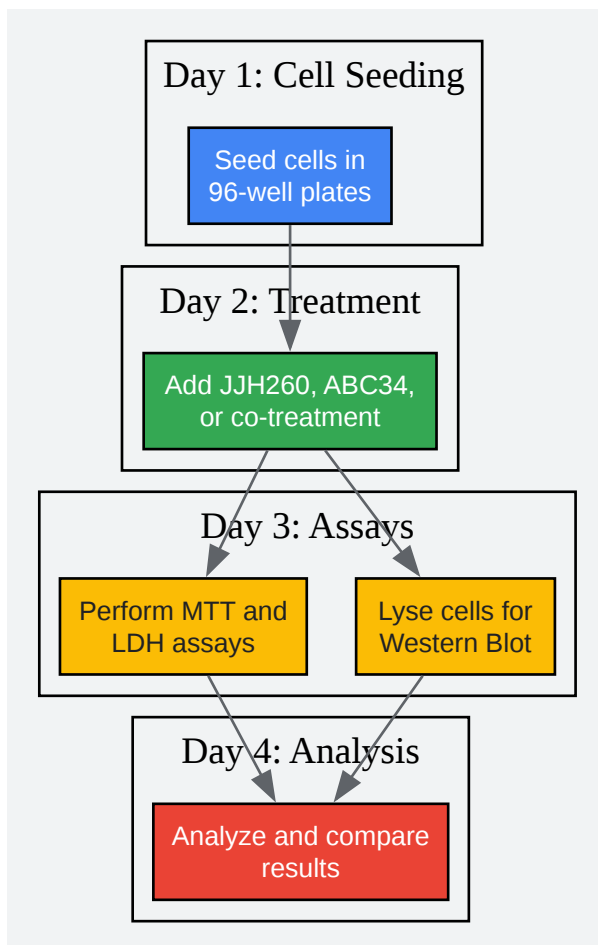 Day 1: Cell Seeding
Seed cells in
96-well plates
Day 2: Treatment
Add JJH260, ABC34,
or co-treatment
Day 3: Assays
Perform MTT and
LDH assays
Lyse cells for
Western Blot
Day 4: Analysis
Analyze and compare
results